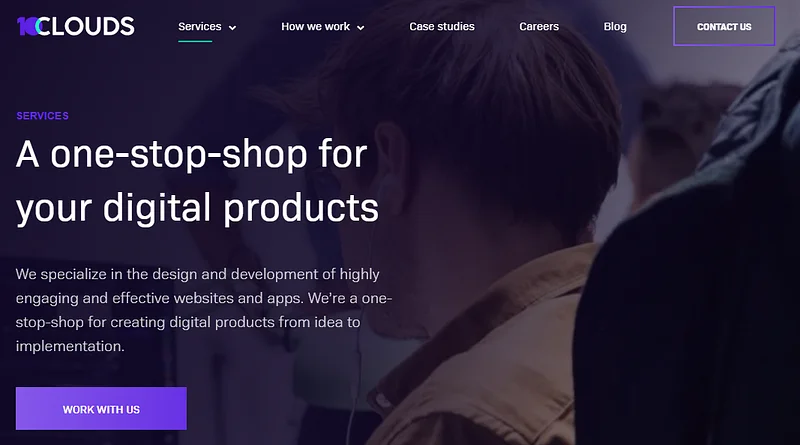 10CLOUDS
Services
How we work
Case studies
Careers
Blog
CONTACT US
SERVICES
A one-stop-shop for
your digital products
We specialize in the design and development of highly
engaging and effective websites and apps. We’re a one-
stop-shop for creating digital products from idea to
implementation.
WORK WITH US